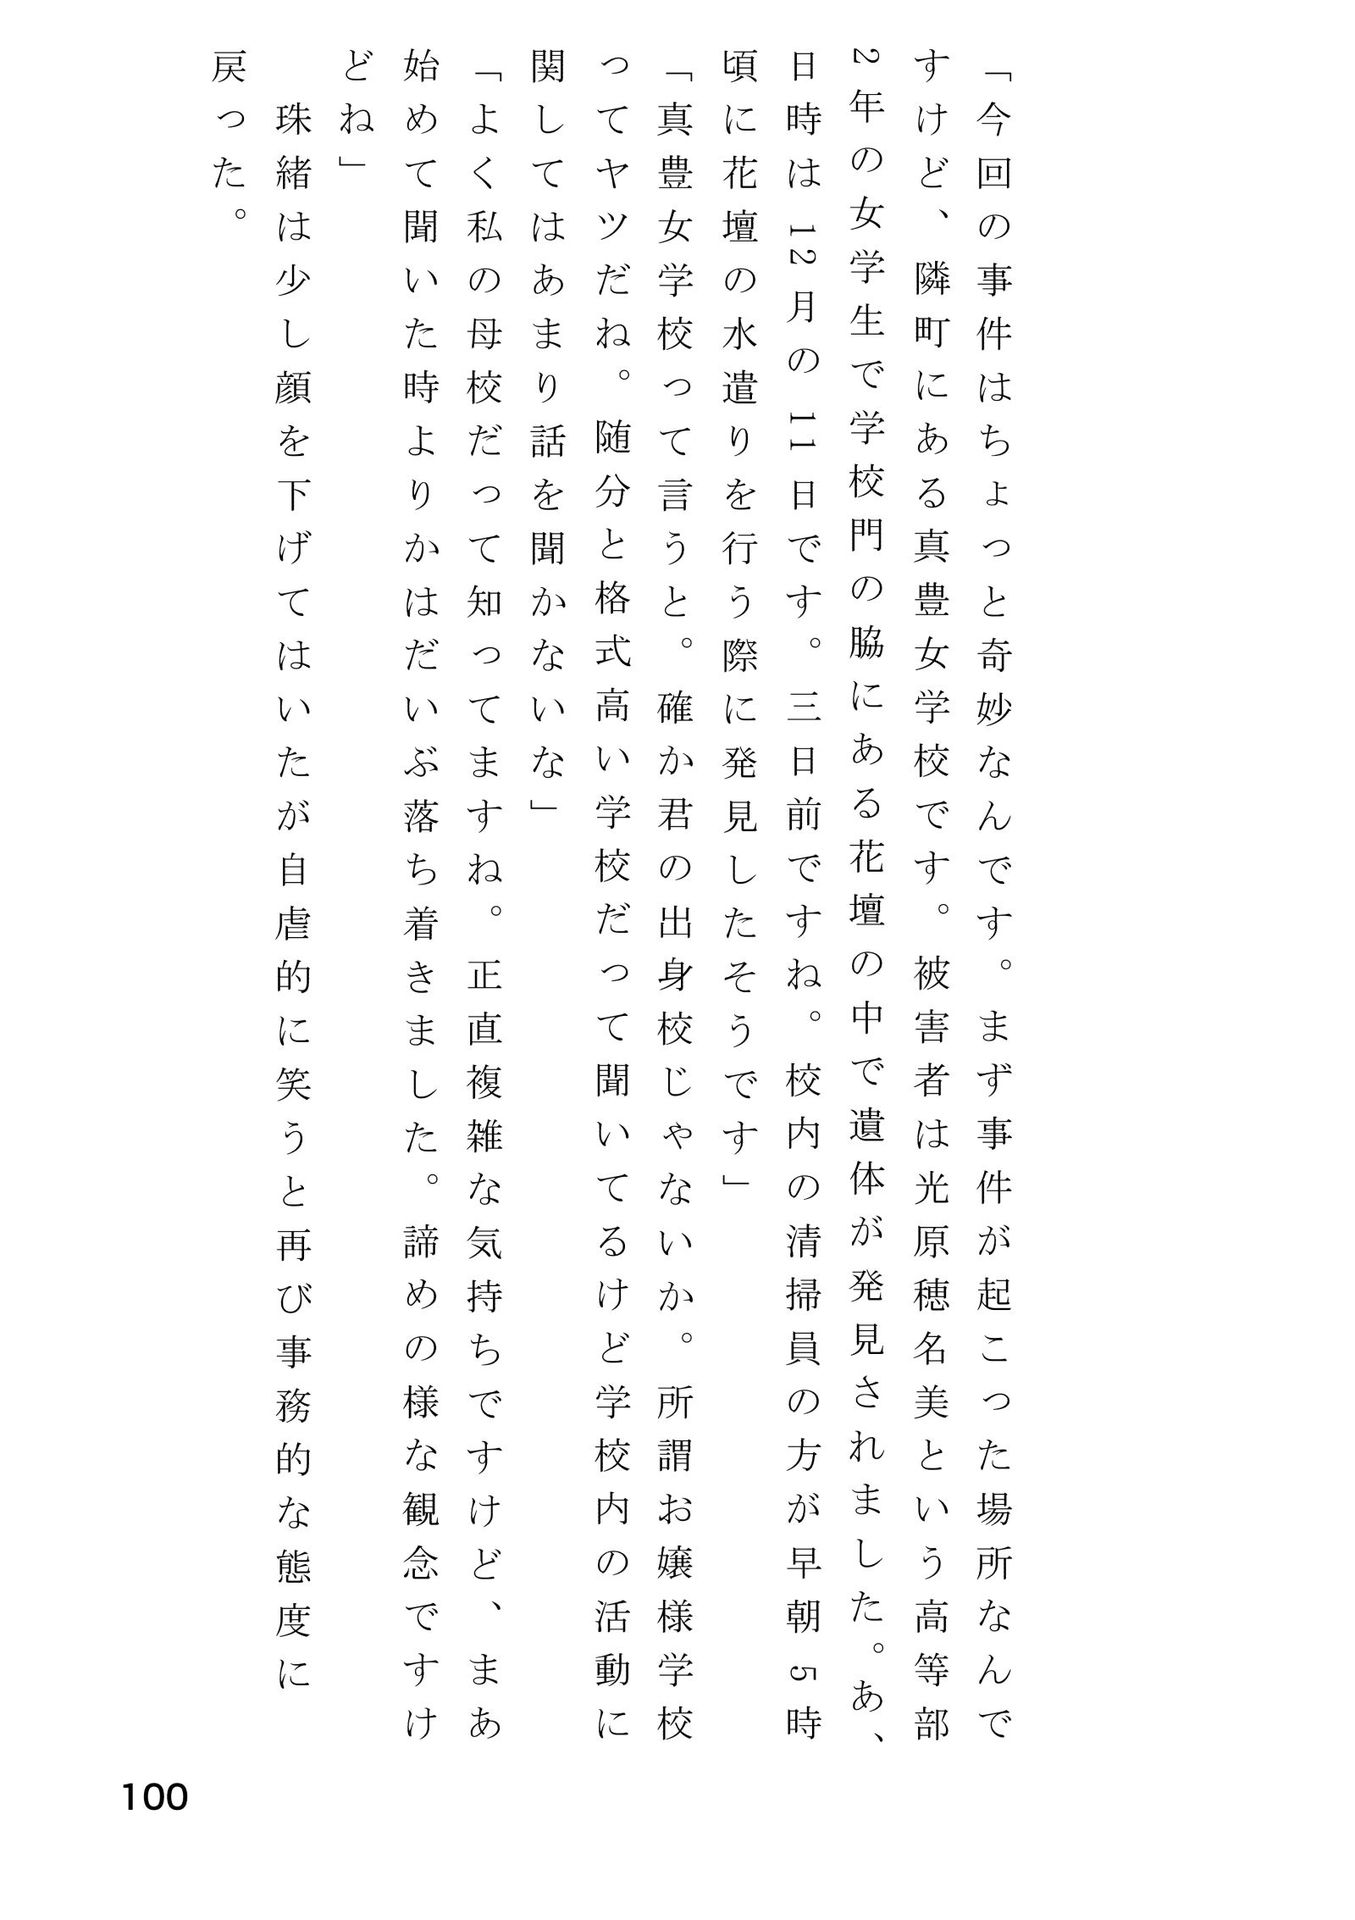 「今回の事件はちょっと奇妙なんです。まず事件が起こった場所なんで
すけど、隣町にある真豊女学校です。被害者は光原穂名美という高等部
2年の女学生で学校門の脇にある花壇の中で遺体が発見されました。あ、
日時は12月の11日です。三日前ですね。校内の清掃員の方が早朝5時
頃に花壇の水遣りを行う際に発見したそうです」
「真豊女学校って言うと。確か君の出身校じゃないか。所謂お嬢様学校
ってヤツだね。随分と格式高い学校だって聞いてるけど学校内の活動に
関してはあまり話を聞かないな」
「よく私の母校だって知ってますね。正直複雑な気持ちですけど、まあ
始めて聞いた時よりかはだいぶ落ち着きました。諦めの様な観念ですけ
どね」
　珠緒は少し顔を下げてはいたが自虐的に笑うと再び事務的な態度に
戻った。
100